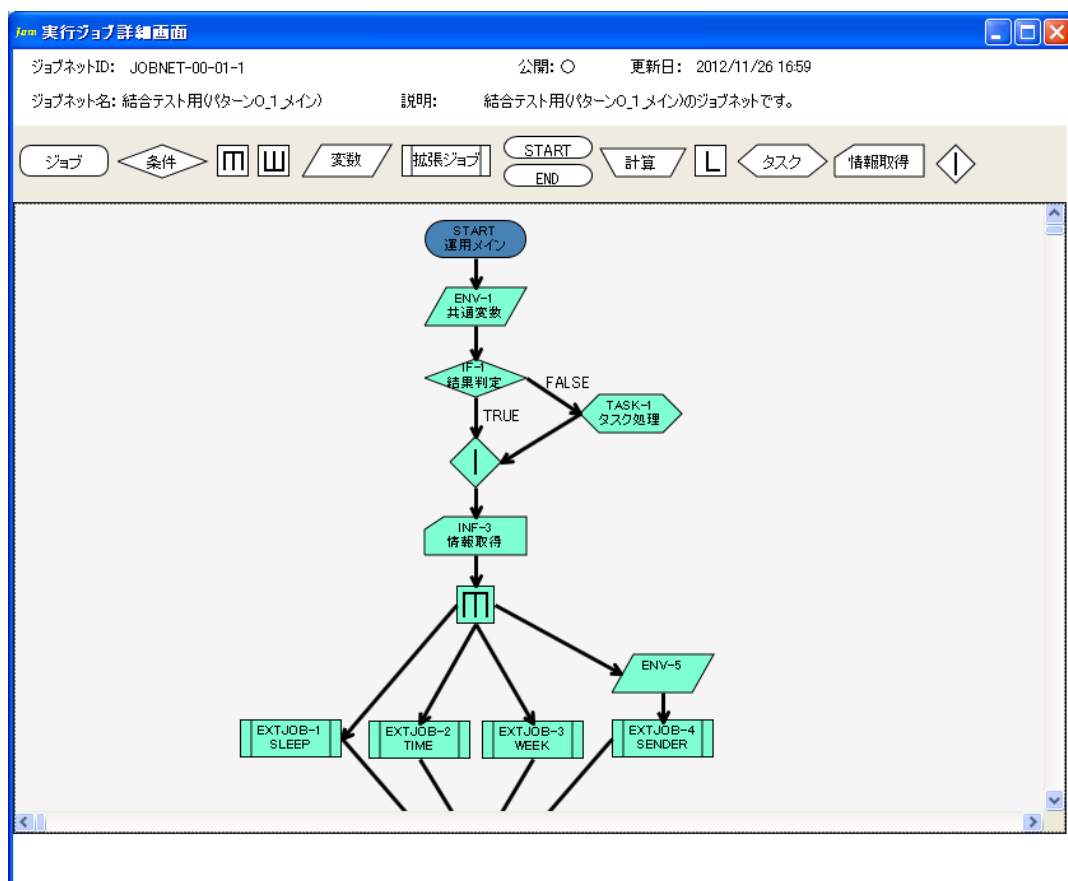 jam 実行ジョブ詳細画面
ジョブネットID: JOBNET-00-01-1 公開: ○ 更新日: 2012/11/26 16:59
ジョブネット名: 結合テスト用(パターン0_1_メイン) 説明: 結合テスト用(パターン0_1_メイン)のジョブネットです。
ジョブ 条件 変数 拡張ジョブ START 計算 L タスク 情報取得
END
START
運用メイン
ENV-1
共通変数
IF-1
結果判定
FALSE
TASK-1
タスク処理
TRUE
INF-3
情報取得
ENV-5
EXTJOB-1 EXTJOB-2 EXTJOB-3 EXTJOB-4
SLEEP TIME WEEK SENDER